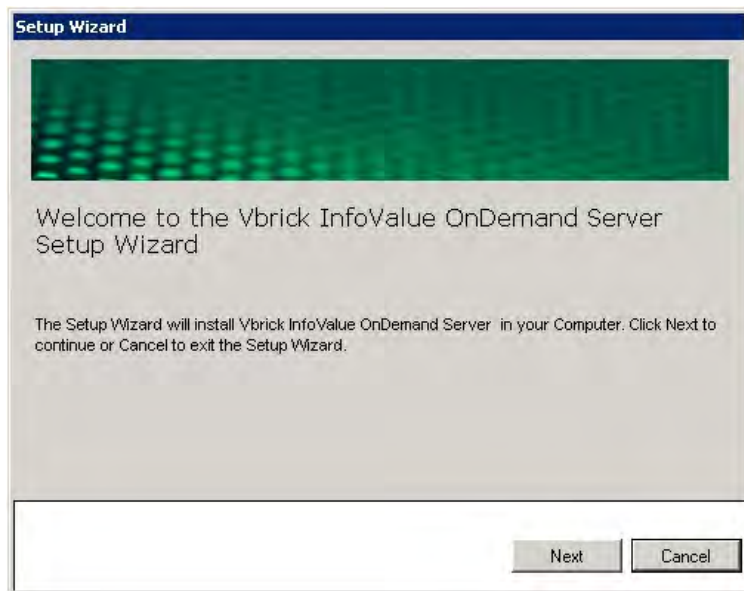 Setup Wizard
Welcome to the Vbrick InfoValue OnDemand Server
Setup Wizard
The Setup Wizard will install Vbrick InfoValue OnDemand Server in your Computer. Click Next to
continue or Cancel to exit the Setup Wizard.
Next
Cancel